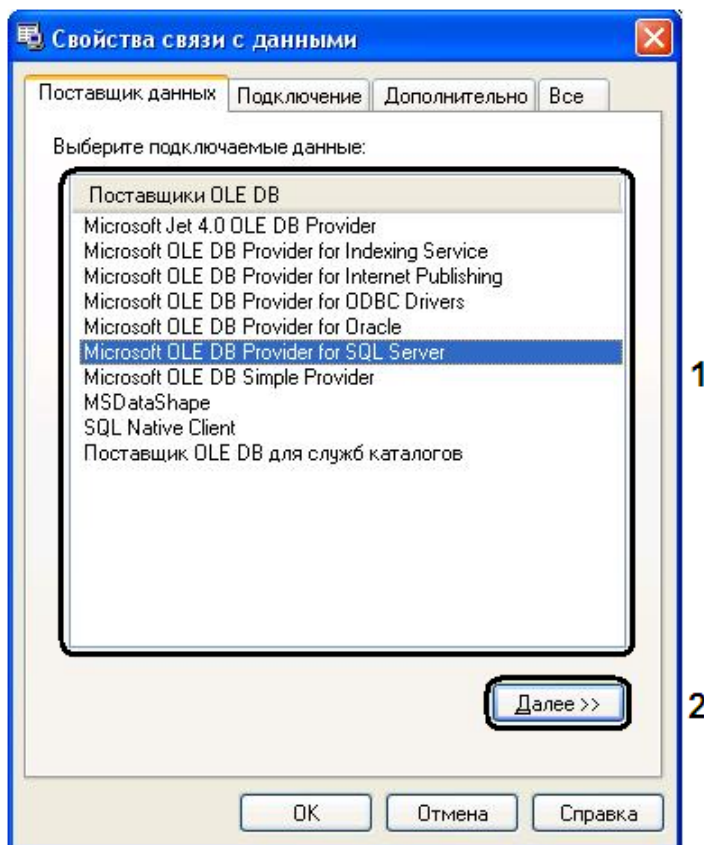 Свойства связи с данными
Поставщик данных Подключение Дополнительно Все
Выберите подключаемые данные:
Поставщики OLE DB
Microsoft Jet 4.0 OLE DB Provider
Microsoft OLE DB Provider for Indexing Service
Microsoft OLE DB Provider for Internet Publishing
Microsoft OLE DB Provider for ODBC Drivers
Microsoft OLE DB Provider for Oracle
Microsoft OLE DB Provider for SQL Server
1
Microsoft OLE DB Simple Provider
MSDataShape
SQL Native Client
Поставщик OLE DB для служб каталогов
Далее >>
2
OK Отмена Справка